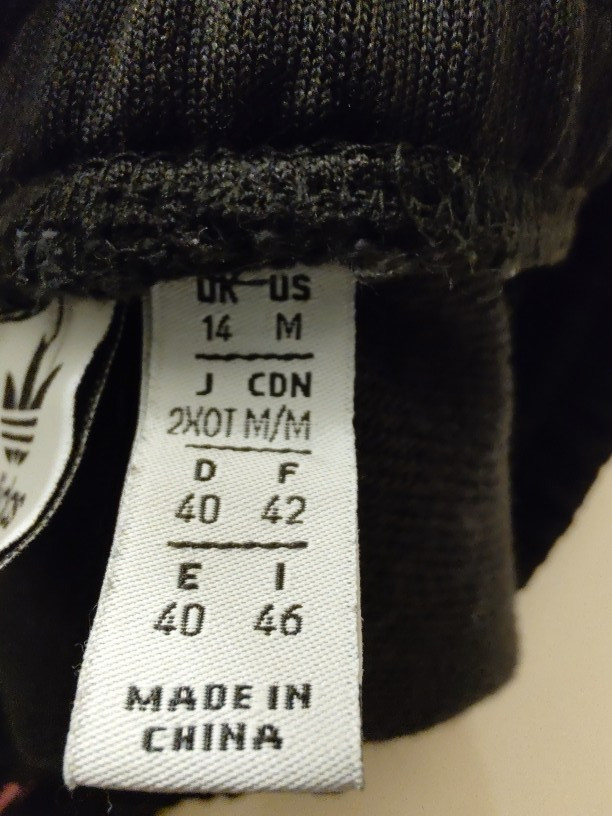 UK US
14 M
J CDN
2XOT M/M
D F
40 42
E I
40 46
MADE IN
CHINA